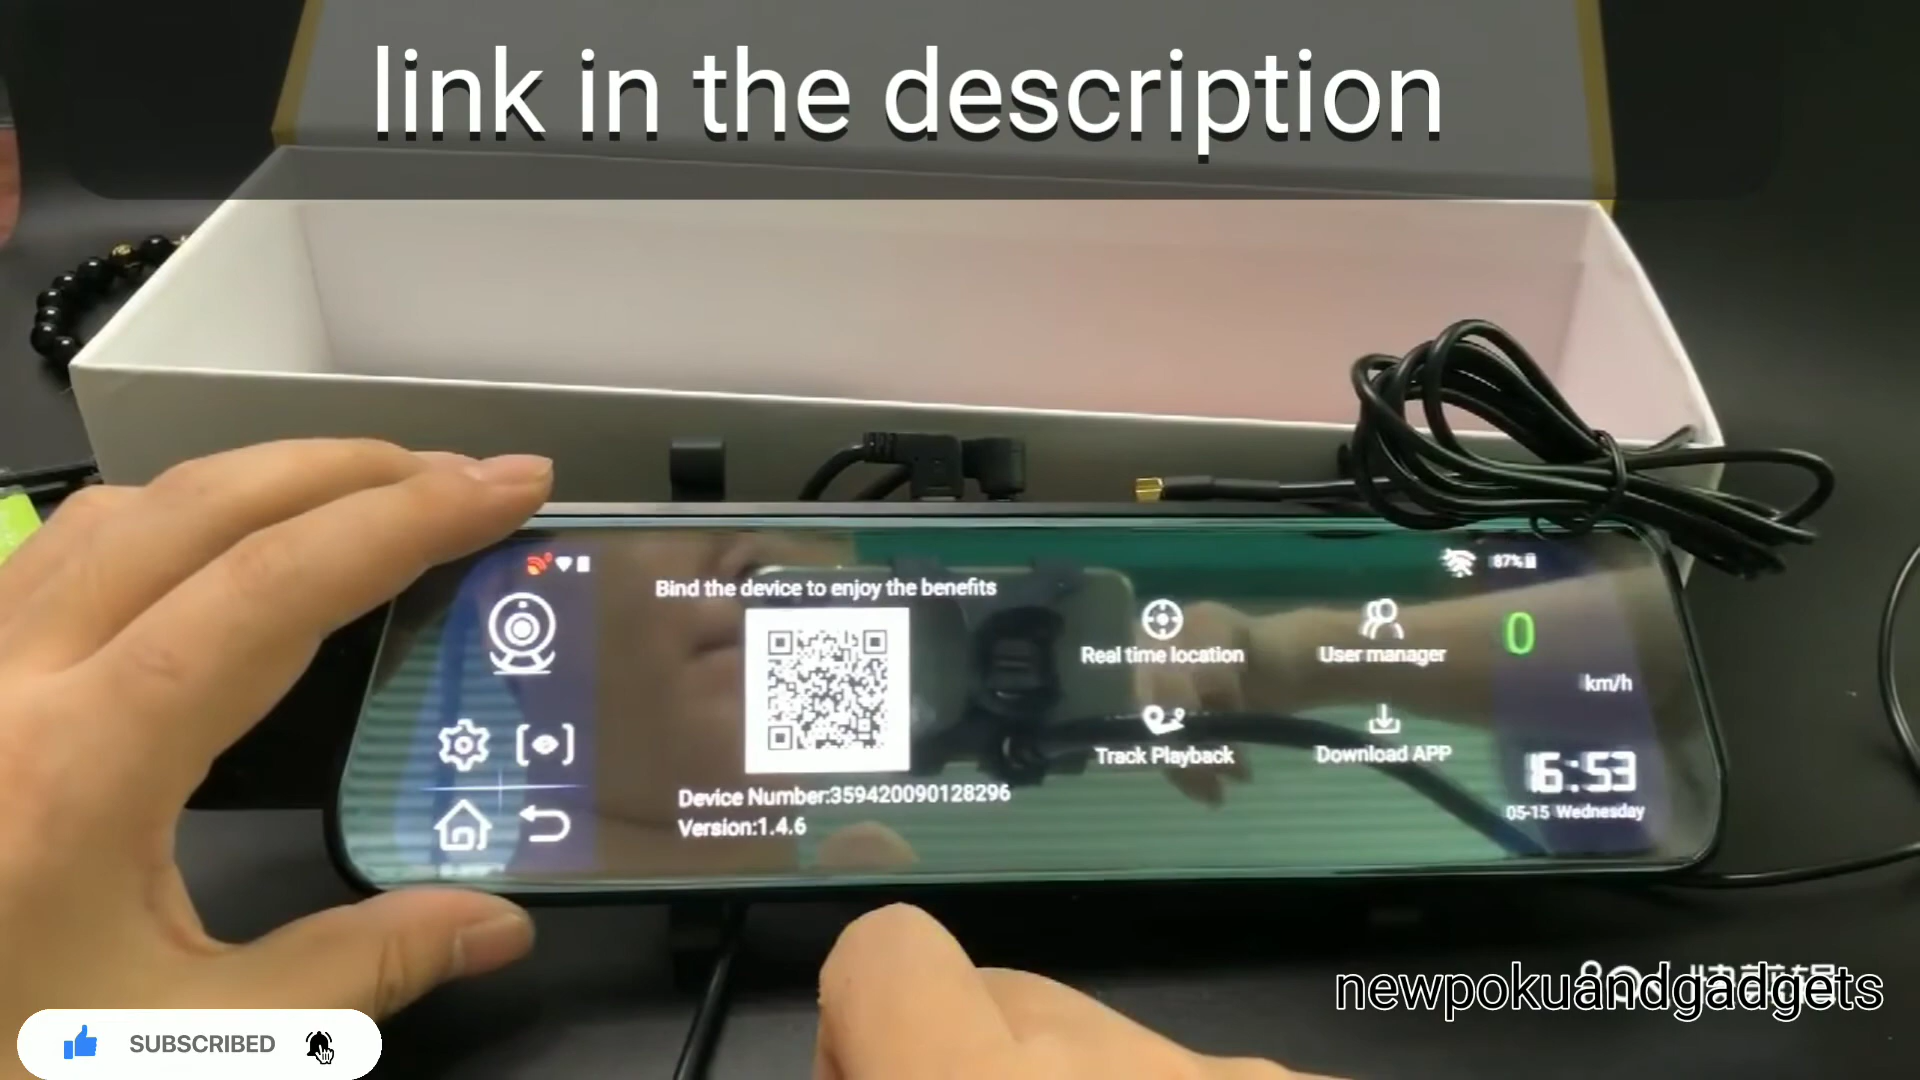 link in the description
87%
Bind the device to enjoy the benefits
Real time location
User manager
0
km/h
Track Playback
Download APP
16:53
05-15 Wednesday
Device Number:359420090128296
Version:1.4.6
newpokuandgadgets
SUBSCRIBED